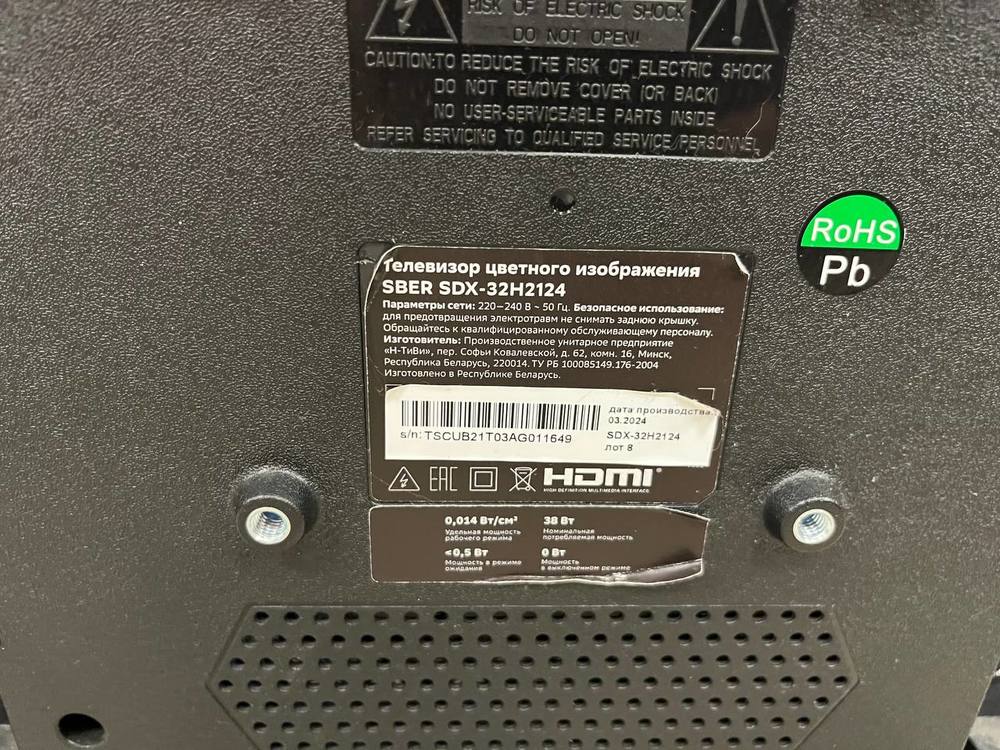 RISK OF ELECTRIC SHOCK
DO NOT OPEN!
CAUTION:TO REDUCE THE RISK OF ELECTRIC SHOCK
DO NOT REMOVE COVER (OR BACK)
NO USER-SERVICEABLE PARTS INSIDE
REFER SERVICING TO QUALIFIED SERVICE/PERSONNEL
RoHS
Pb
Телевизор цветного изображения
SBER SDX-32H2124
Параметры сети: 220–240 В ~ 50 Гц. Безопасное использование:
для предотвращения электротравм не снимать заднюю крышку.
Обращайтесь к квалифицированному обслуживающему персоналу.
Изготовитель: Производственное унитарное предприятие
«Н-ТиВи», пер. Софьи Ковалевской, д. 62, комн. 16, Минск,
Республика Беларусь, 220014. ТУ РБ 100085149.176-2004
Изготовлено в Республике Беларусь.
дата производства:
03.2024
s/n: TSCUB21T03AG011649
SDX-32H2124
лот 8
EAC
HDMI
HIGH DEFINITION MULTIMEDIA INTERFACE
0,014 Вт/см²
Удельная мощность
рабочего режима
38 Вт
Номинальная
потребляемая мощность
<0,5 Вт
Мощность в режиме
ожидания
0 Вт
Мощность
в выключенном режиме